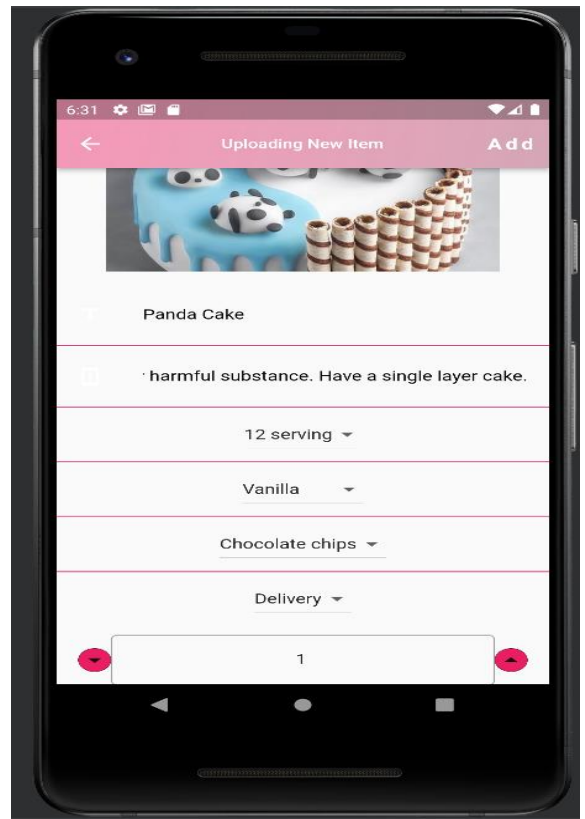 6:31
Uploading New Item
Add
Panda Cake
harmful substance. Have a single layer cake.
12 serving
Vanilla
Chocolate chips
Delivery
1